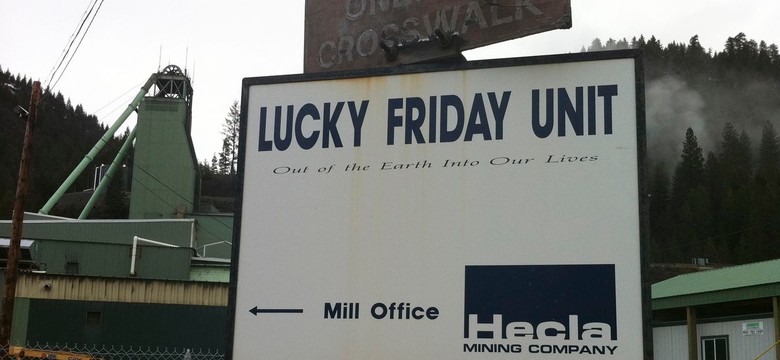 CROSSWALK
LUCKY FRIDAY UNIT
Out of the Earth Into Our Lives
Mill Office
Hecla
MINING COMPANY